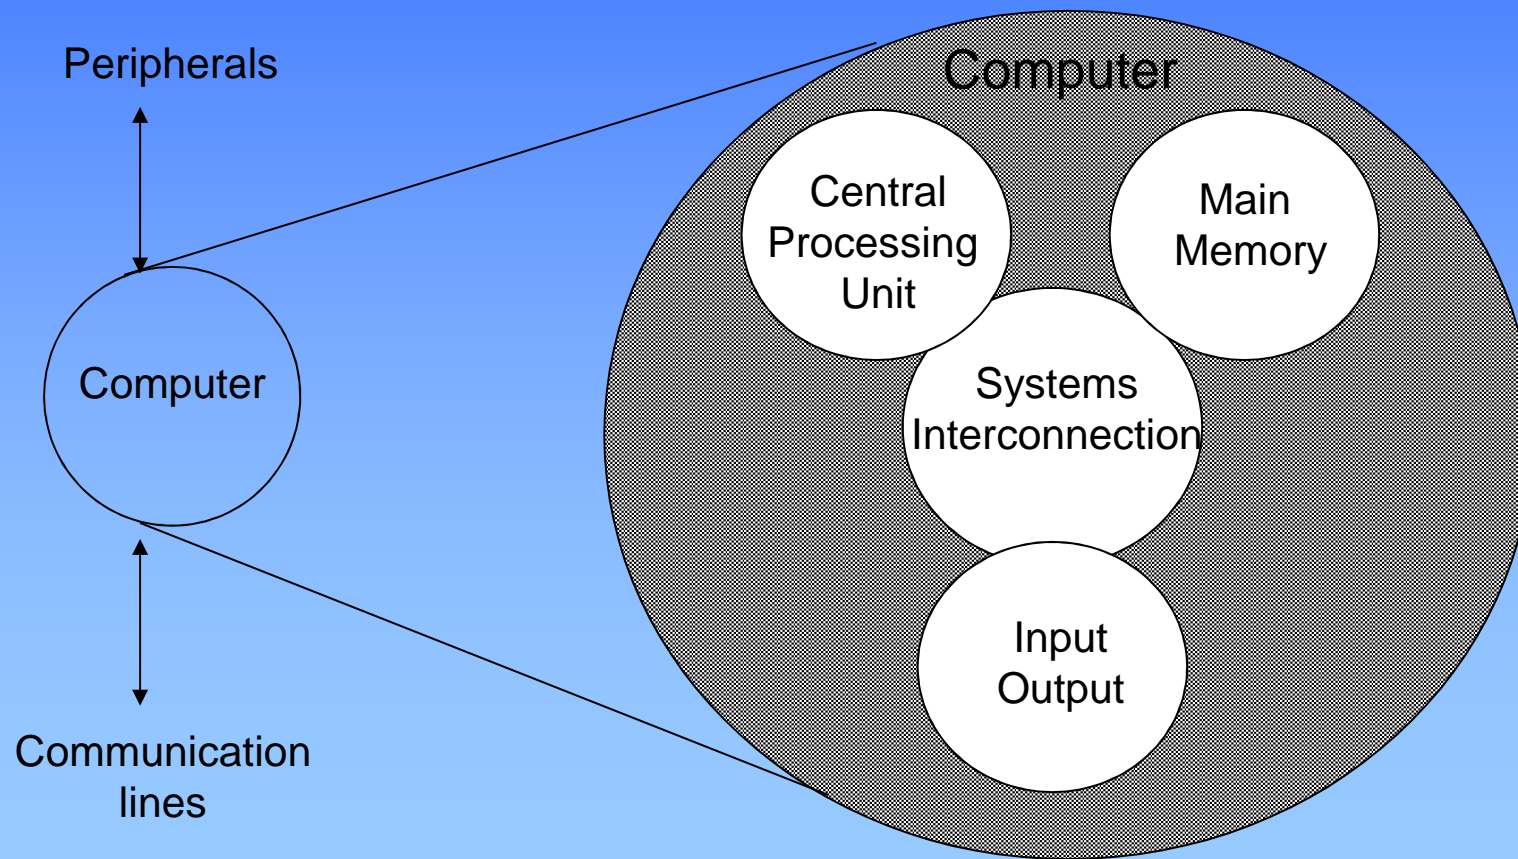 Peripherals
Computer
Communication
lines
Computer
Central
Processing
Unit
Main
Memory
Systems
Interconnection
Input
Output